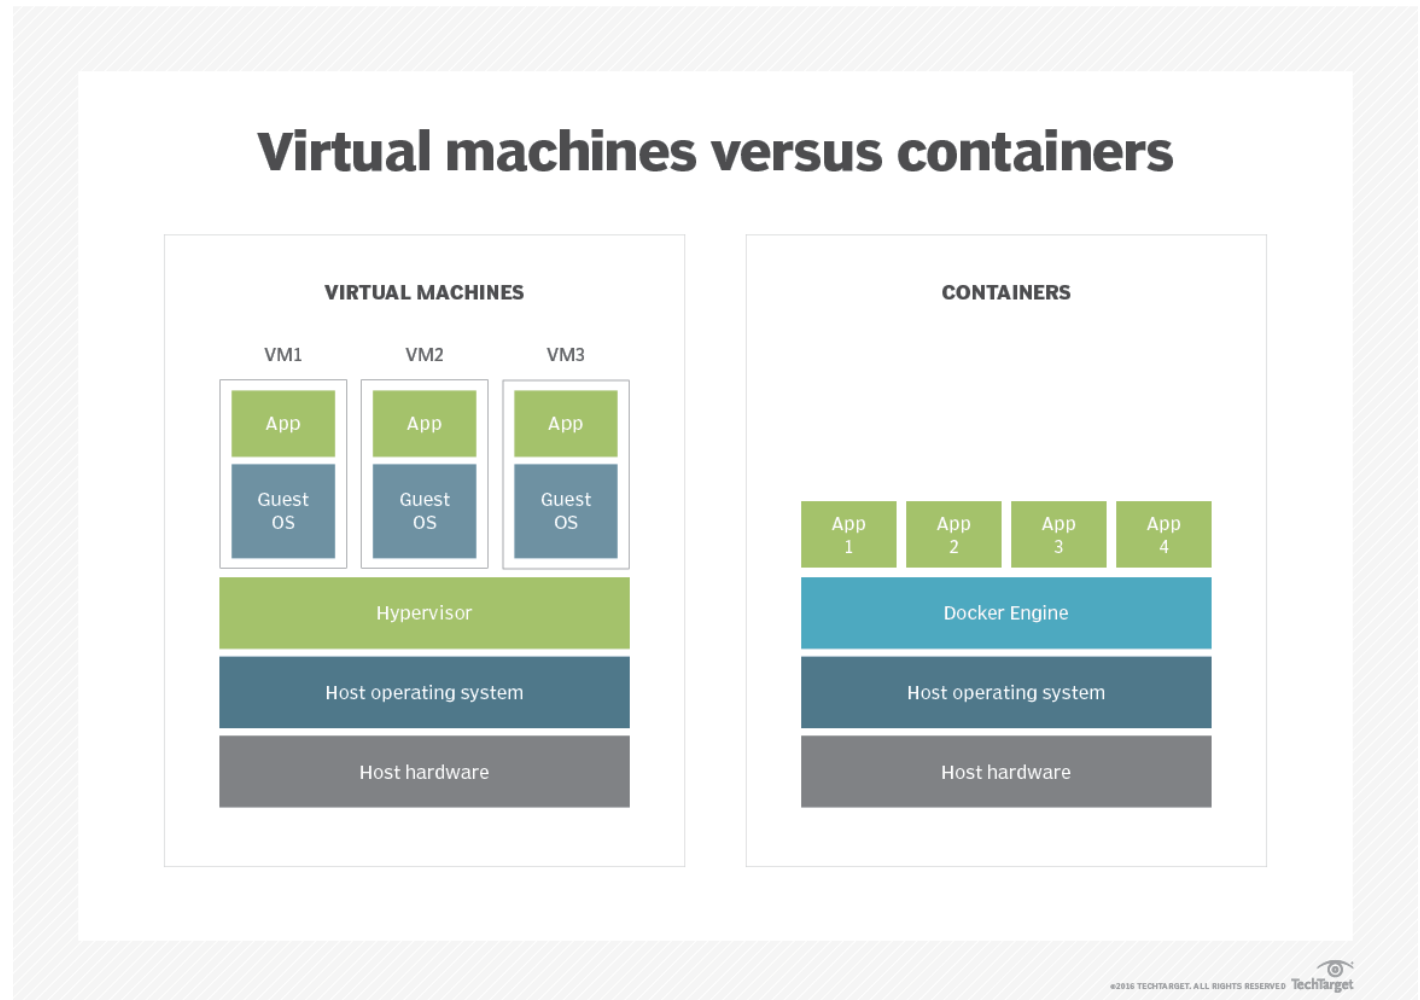 Virtual machines versus containers
VIRTUAL MACHINES
VM1
VM2
VM3
App
App
App
Guest
OS
Guest
OS
Guest
OS
Hypervisor
Host operating system
Host hardware
CONTAINERS
App
1
App
2
App
3
App
4
Docker Engine
Host operating system
Host hardware
©2016 TECHTARGET. ALL RIGHTS RESERVED TechTarget